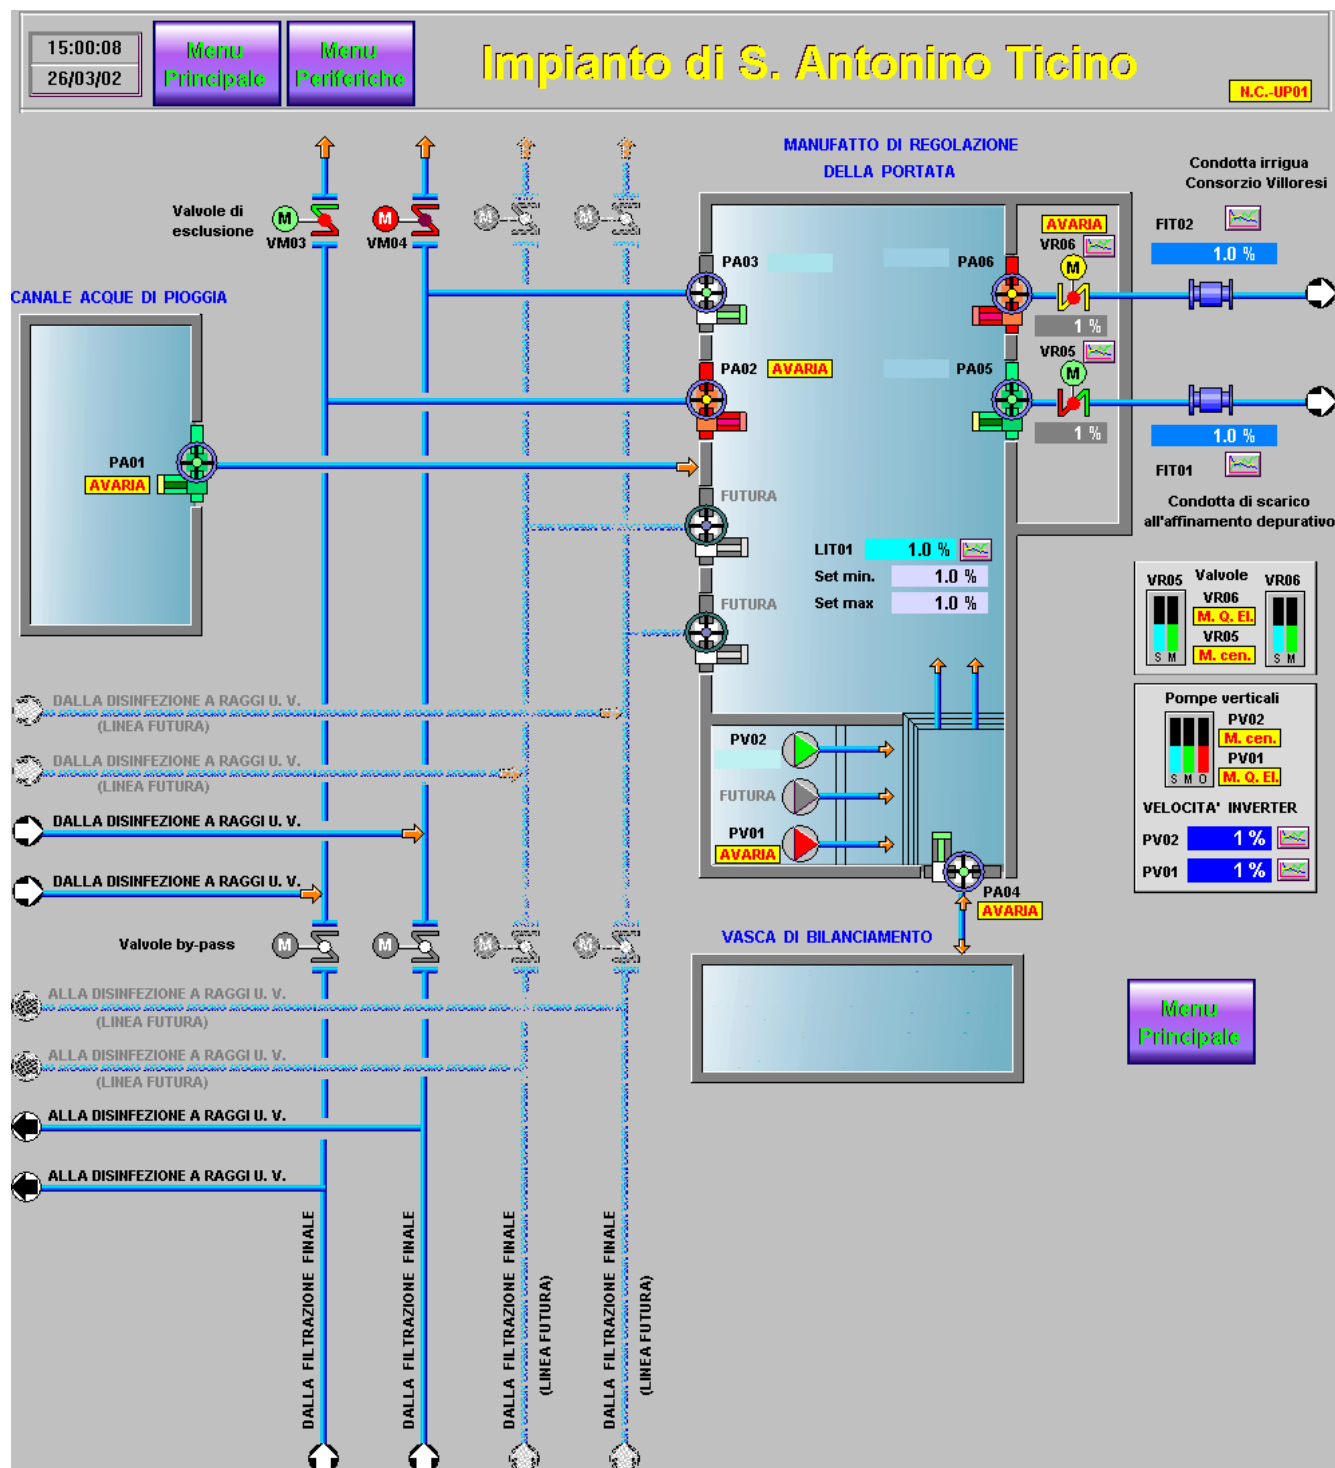 15:00:08
26/03/02
Menu
Principale
Menu
Periferiche
Impianto di S. Antonino Ticino
N.C.-UP01
MANUFATTO DI REGOLAZIONE
DELLA PORTATA
Condotta irrigua
Consorzio Villoresi
Valvole di
esclusione
M
VM03
M
VM04
M
M
AVARIA
VR06
M
FIT02
1.0 %
PA03
PA06
CANALE ACQUE DI PIOGGIA
1 %
VR05
M
PA02
AVARIA
PA05
1 %
1.0 %
PA01
AVARIA
FIT01
FUTURA
Condotta di scarico
all'affinamento depurativo
LIT01
1.0 %
Set min.
1.0 %
Set max
1.0 %
FUTURA
VR05
Valvole
VR06
VR06
M. Q. El.
VR05
M. cen.
S M
S M
DALLA DISINFEZIONE A RAGGI U. V.
(LINEA FUTURA)
DALLA DISINFEZIONE A RAGGI U. V.
(LINEA FUTURA)
DALLA DISINFEZIONE A RAGGI U. V.
DALLA DISINFEZIONE A RAGGI U. V.
PV02
FUTURA
PV01
AVARIA
Pompe verticali
PV02
M. cen.
PV01
M. Q. El.
S M O
VELOCITA' INVERTER
PV02
1 %
PV01
1 %
PA04
AVARIA
Valvole by-pass
M
M
M
M
VASCA DI BILANCIAMENTO
ALLA DISINFEZIONE A RAGGI U. V.
(LINEA FUTURA)
ALLA DISINFEZIONE A RAGGI U. V.
(LINEA FUTURA)
ALLA DISINFEZIONE A RAGGI U. V.
ALLA DISINFEZIONE A RAGGI U. V.
Menu
Principale
DALLA FILTRAZIONE FINALE
DALLA FILTRAZIONE FINALE
DALLA FILTRAZIONE FINALE
(LINEA FUTURA)
DALLA FILTRAZIONE FINALE
(LINEA FUTURA)